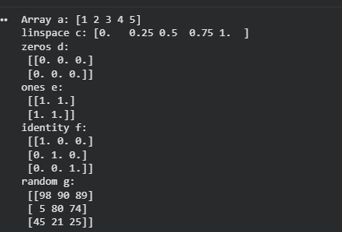 Array a: [1 2 3 4 5]
linspace c: [0.   0.25 0.5  0.75 1.  ]
zeros d:
 [[0. 0. 0.]
 [0. 0. 0.]]
ones e:
 [[1. 1.]
 [1. 1.]]
identity f:
 [[1. 0. 0.]
 [0. 1. 0.]
 [0. 0. 1.]]
random g:
 [[98 90 89]
 [ 5 80 74]
 [45 21 25]]